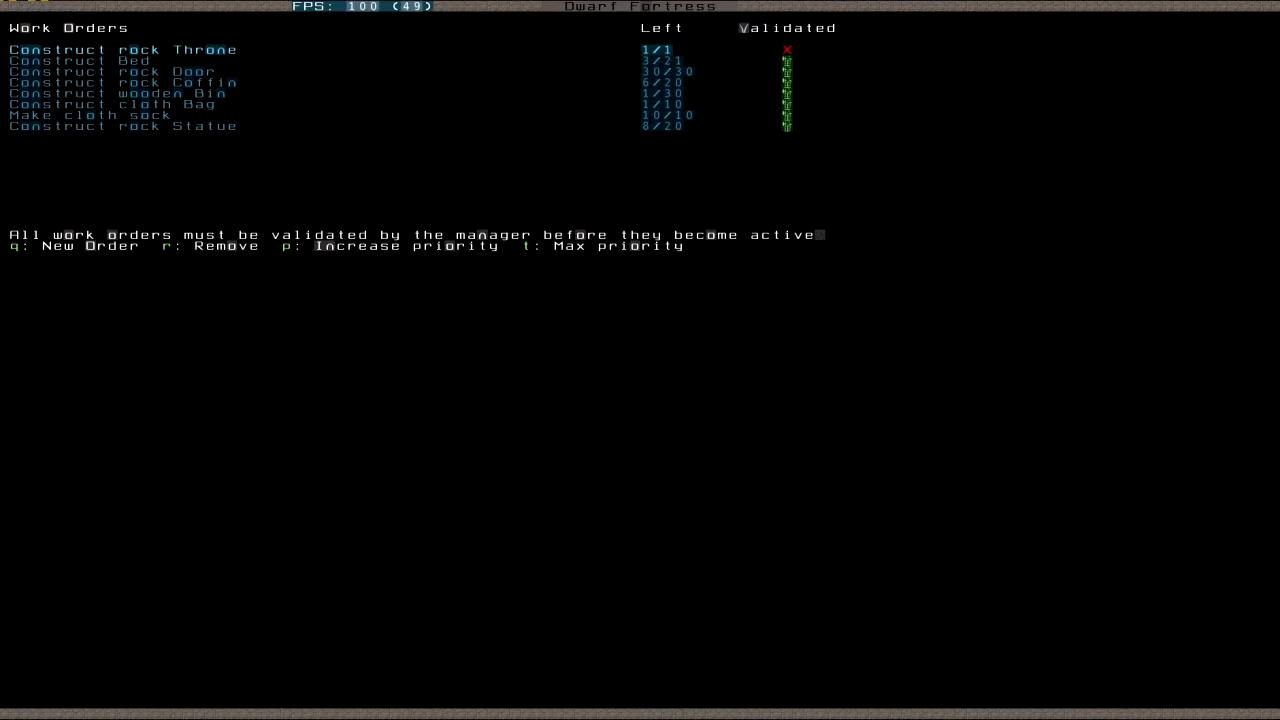 FPS: 100 (49) Dwarf Fortress
Work Orders Left Validated
Construct rock Throne 1/1
Construct Bed 3/21
Construct rock Door 30/30
Construct rock Coffin 6/20
Construct wooden Bin 1/30
Construct cloth Bag 1/10
Make cloth sock 10/10
Construct rock Statue 8/20
All work orders must be validated by the manager before they become active
q: New Order r: Remove p: Increase priority t: Max priority